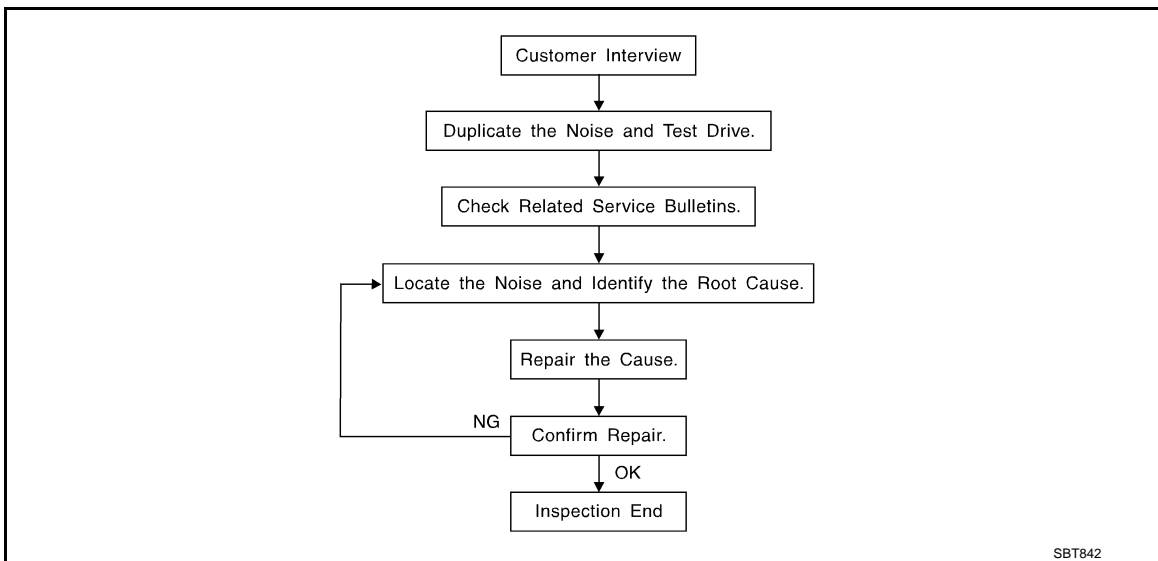 Customer Interview
Duplicate the Noise and Test Drive.
Check Related Service Bulletins.
Locate the Noise and Identify the Root Cause.
Repair the Cause.
NG
Confirm Repair.
OK
Inspection End
SBT842